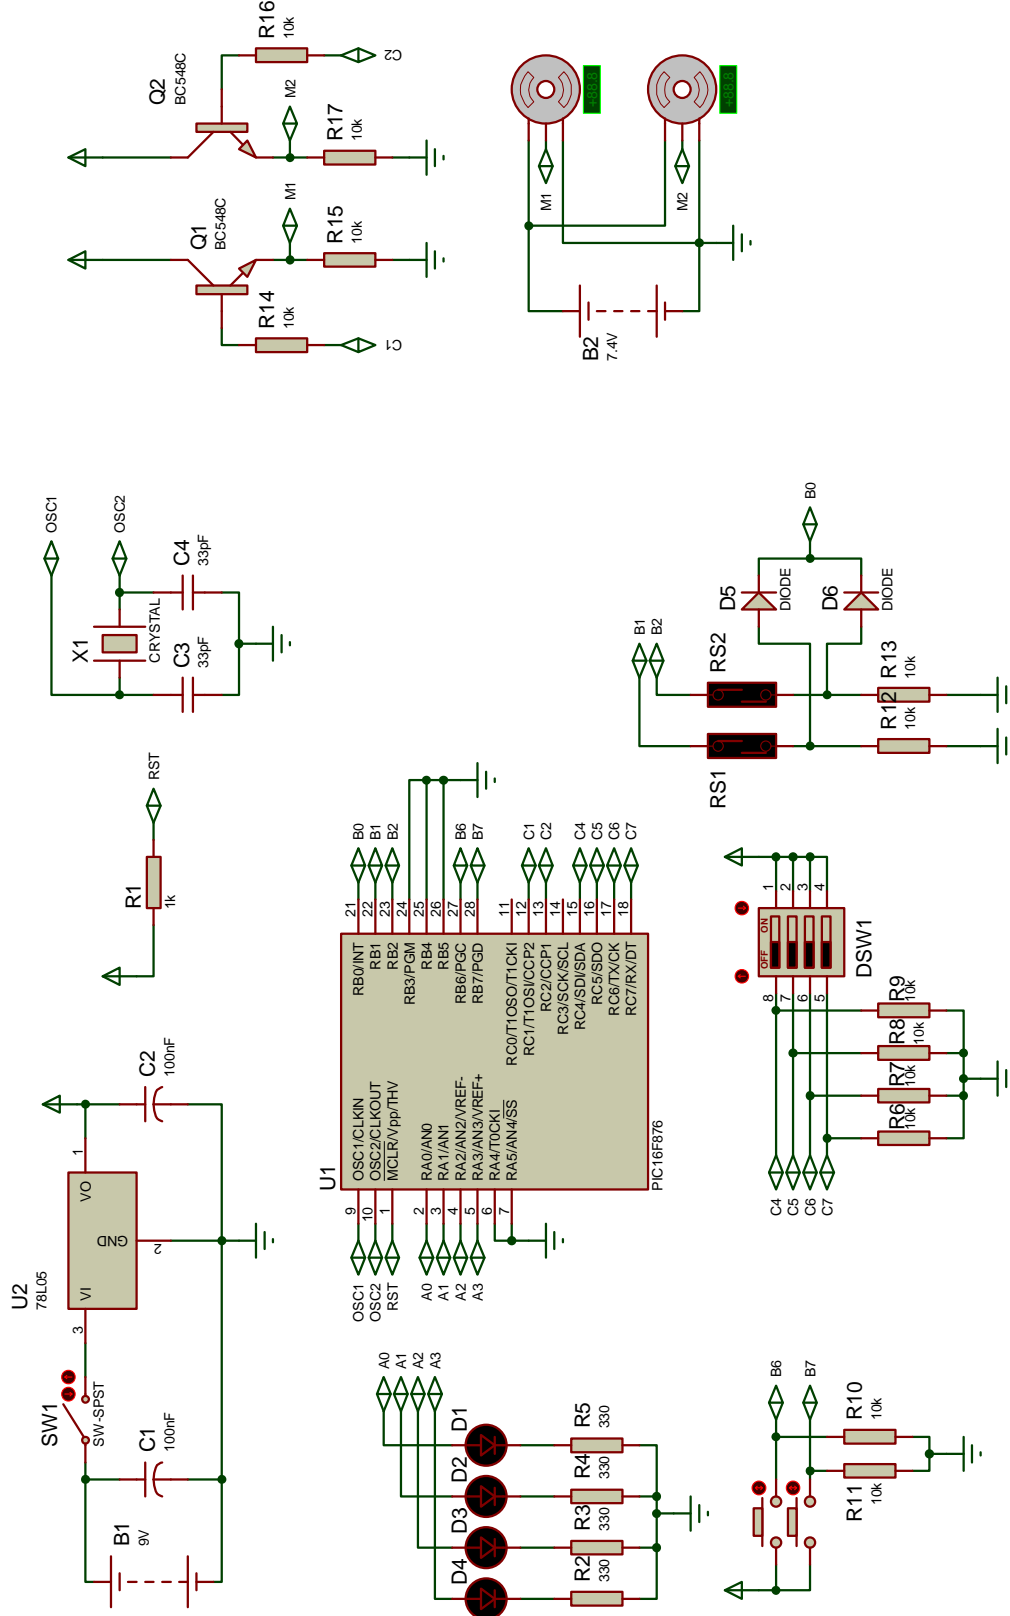 U2
78L05
VI
VO
GND
3
1
2
SW1
SW-SPST
C1
100nF
B1
9V
C2
100nF
R1
1k
RST
X1
CRYSTAL
C3
33pF
C4
33pF
OSC1
OSC2
Q1
BC548C
R14
10k
C1
M1
R15
10k
Q2
BC548C
R16
10k
C2
M2
R17
10k
+88.8
+88.8
M1
M2
B2
7.4V
U1
PIC16F876
OSC1 9 OSC1/CLKIN
OSC2 10 OSC2/CLKOUT
RST 1 MCLR/Vpp/THV
A0 2 RA0/AN0
A1 3 RA1/AN1
A2 4 RA2/AN2/VREF-
A3 5 RA3/AN3/VREF+
6 RA4/T0CKI
7 RA5/AN4/SS
RB0/INT 21 B0
RB1 22 B1
RB2 23 B2
RB3/PGM 24
RB4 25
RB5 26
RB6/PGC 27 B6
RB7/PGD 28 B7
RC0/T1OSO/T1CKI 11
RC1/T1OSI/CCP2 12 C1
RC2/CCP1 13 C2
RC3/SCK/SCL 14
RC4/SDI/SDA 15 C4
RC5/SDO 16 C5
RC6/TX/CK 17 C6
RC7/RX/DT 18 C7
A0
A1
A2
A3
D1
D2
D3
D4
R5
330
R4
330
R3
330
R2
330
B6
B7
R10
10k
R11
10k
DSW1
OFF ON
1
2
3
4
8
7
6
5
C4
C5
C6
C7
R9
10k
R8
10k
R7
10k
R6
10k
B1
B2
RS1
RS2
R12
10k
R13
10k
D5
DIODE
D6
DIODE
B0